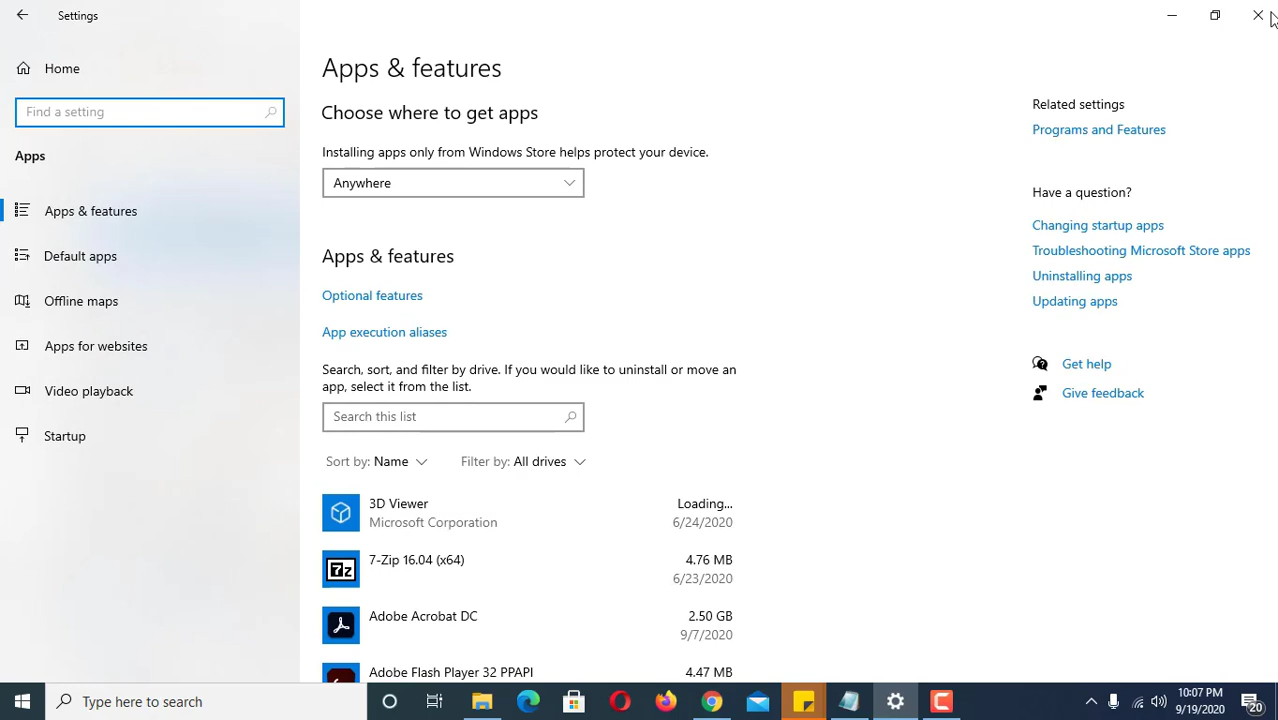 Settings
Home
Find a setting
Apps
Apps & features
Default apps
Offline maps
Apps for websites
Video playback
Startup
Apps & features
Choose where to get apps
Installing apps only from Windows Store helps protect your device.
Anywhere
Apps & features
Optional features
App execution aliases
Search, sort, and filter by drive. If you would like to uninstall or move an
app, select it from the list.
Search this list
Sort by: Name Filter by: All drives
3D Viewer Loading...
Microsoft Corporation 6/24/2020
7-Zip 16.04 (x64) 4.76 MB
6/23/2020
Adobe Acrobat DC 2.50 GB
9/7/2020
Adobe Flash Player 32 PPAPI 4.47 MB
Related settings
Programs and Features
Have a question?
Changing startup apps
Troubleshooting Microsoft Store apps
Uninstalling apps
Updating apps
Get help
Give feedback
Type here to search
10:07 PM
9/19/2020
20